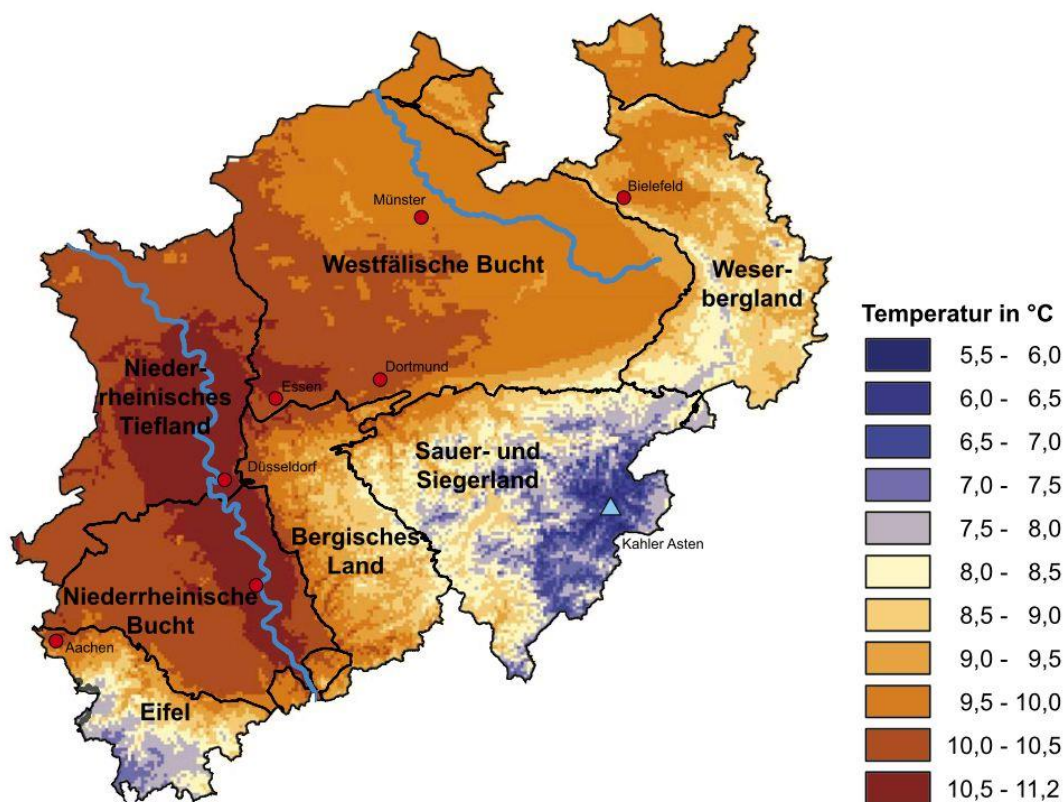 Münster
Bielefeld
Westfälische Bucht
Weser-
bergland
Nieder-
rheinisches
Tiefland
Essen
Dortmund
Düsseldorf
Sauer- und
Siegerland
Kahler Asten
Bergisches
Land
Niederrheinische
Bucht
Aachen
Eifel
Temperatur in °C
5,5 - 6,0
6,0 - 6,5
6,5 - 7,0
7,0 - 7,5
7,5 - 8,0
8,0 - 8,5
8,5 - 9,0
9,0 - 9,5
9,5 - 10,0
10,0 - 10,5
10,5 - 11,2